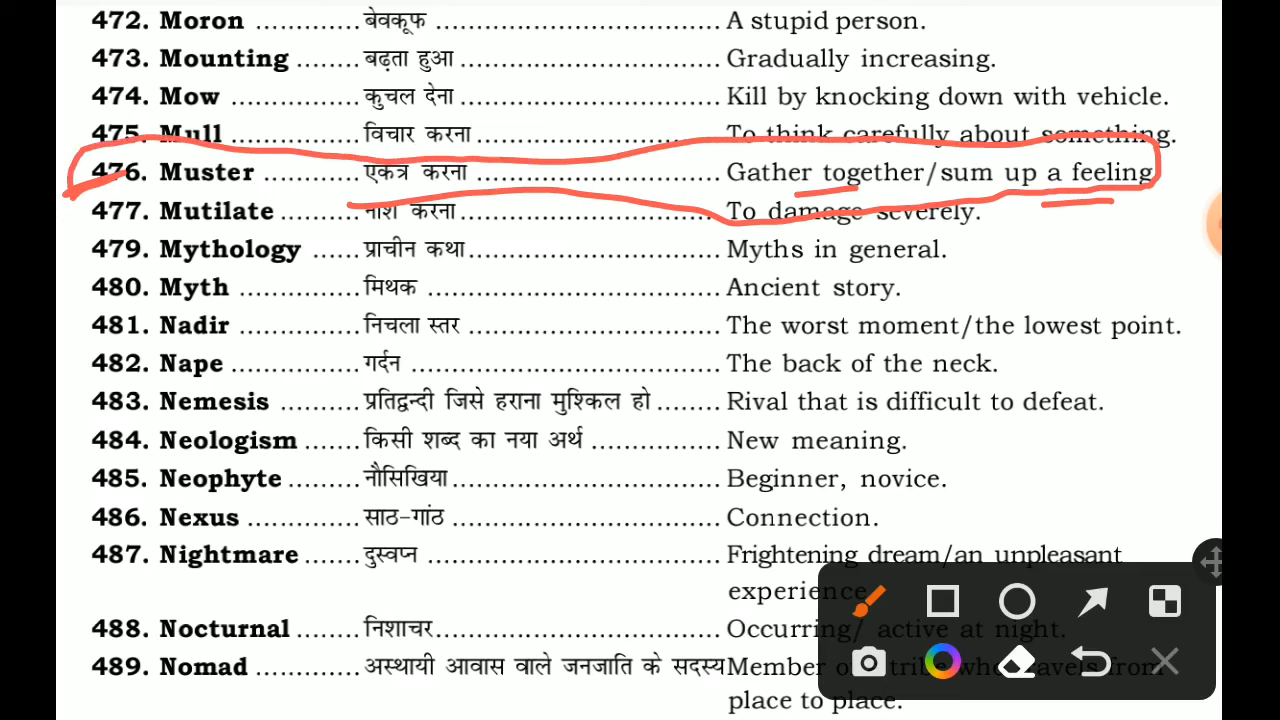 472. Moron .............. बेवकूफ ....................................... A stupid person.
473. Mounting ........ बढ़ता हुआ .................................. Gradually increasing.
474. Mow ................. कुचल देना .................................. Kill by knocking down with vehicle.
475. Mull ................. विचार करना ................................ To think carefully about something.
476. Muster ............. एकत्र करना ................................ Gather together/sum up a feeling
477. Mutilate .......... नाश करना .................................. To damage severely.
479. Mythology ...... प्राचीन कथा................................. Myths in general.
480. Myth ................ मिथक ...................................... Ancient story.
481. Nadir ................ निचला स्तर ................................. The worst moment/the lowest point.
482. Nape ................. गर्दन ........................................ The back of the neck.
483. Nemesis .......... प्रतिद्वन्दी जिसे हराना मुश्किल हो ........ Rival that is difficult to defeat.
484. Neologism ....... किसी शब्द का नया अर्थ ................. New meaning.
485. Neophyte ......... नौसिखिया................................... Beginner, novice.
486. Nexus .............. साठ-गांठ .................................... Connection.
487. Nightmare ....... दुस्वप्न ...................................... Frightening dream/an unpleasant
experience
488. Nocturnal ....... निशाचर..................................... Occurring/ active at night.
489. Nomad ............. अस्थायी आवास वाले जनजाति के सदस्य Member of tribe who travels from
place to place.